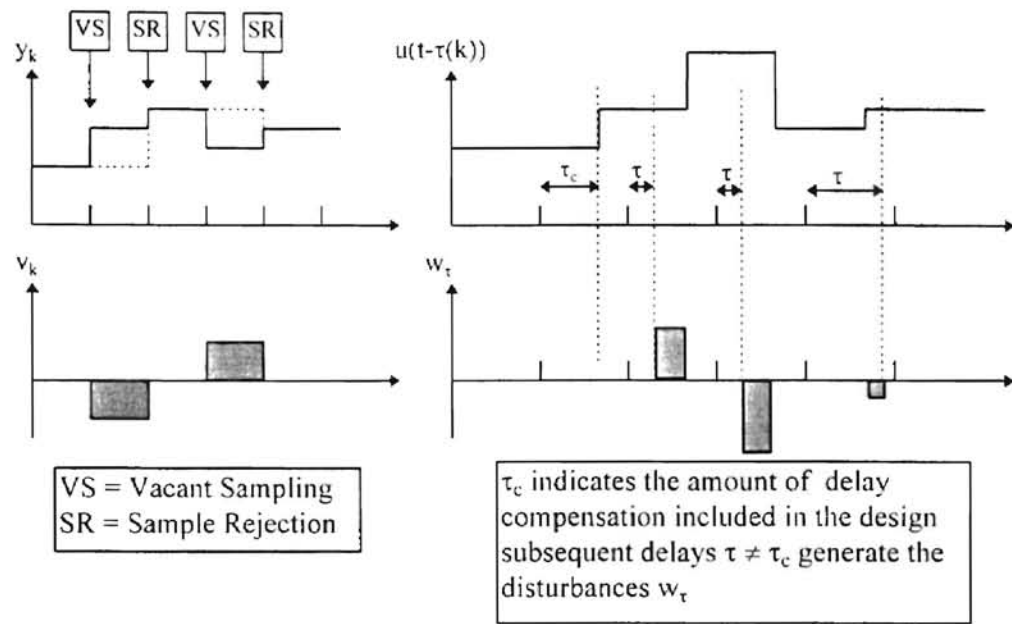 VS SR VS SR
y_k
u(t-τ(k))
τ_c τ τ τ
v_k
w_τ
VS = Vacant Sampling
SR = Sample Rejection
τ_c indicates the amount of delay
compensation included in the design
subsequent delays τ ≠ τ_c generate the
disturbances w_τ